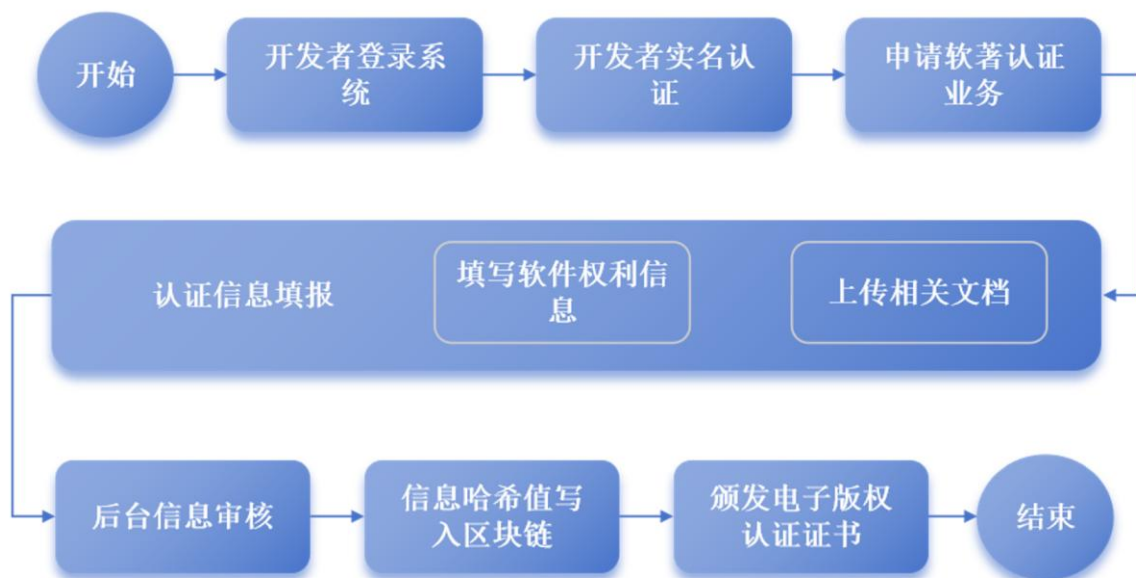 开始
开发者登录系
统
开发者实名认
证
申请软著认证
业务
认证信息填报
填写软件权利信
息
上传相关文档
后台信息审核
信息哈希值写
入区块链
颁发电子版权
认证证书
结束